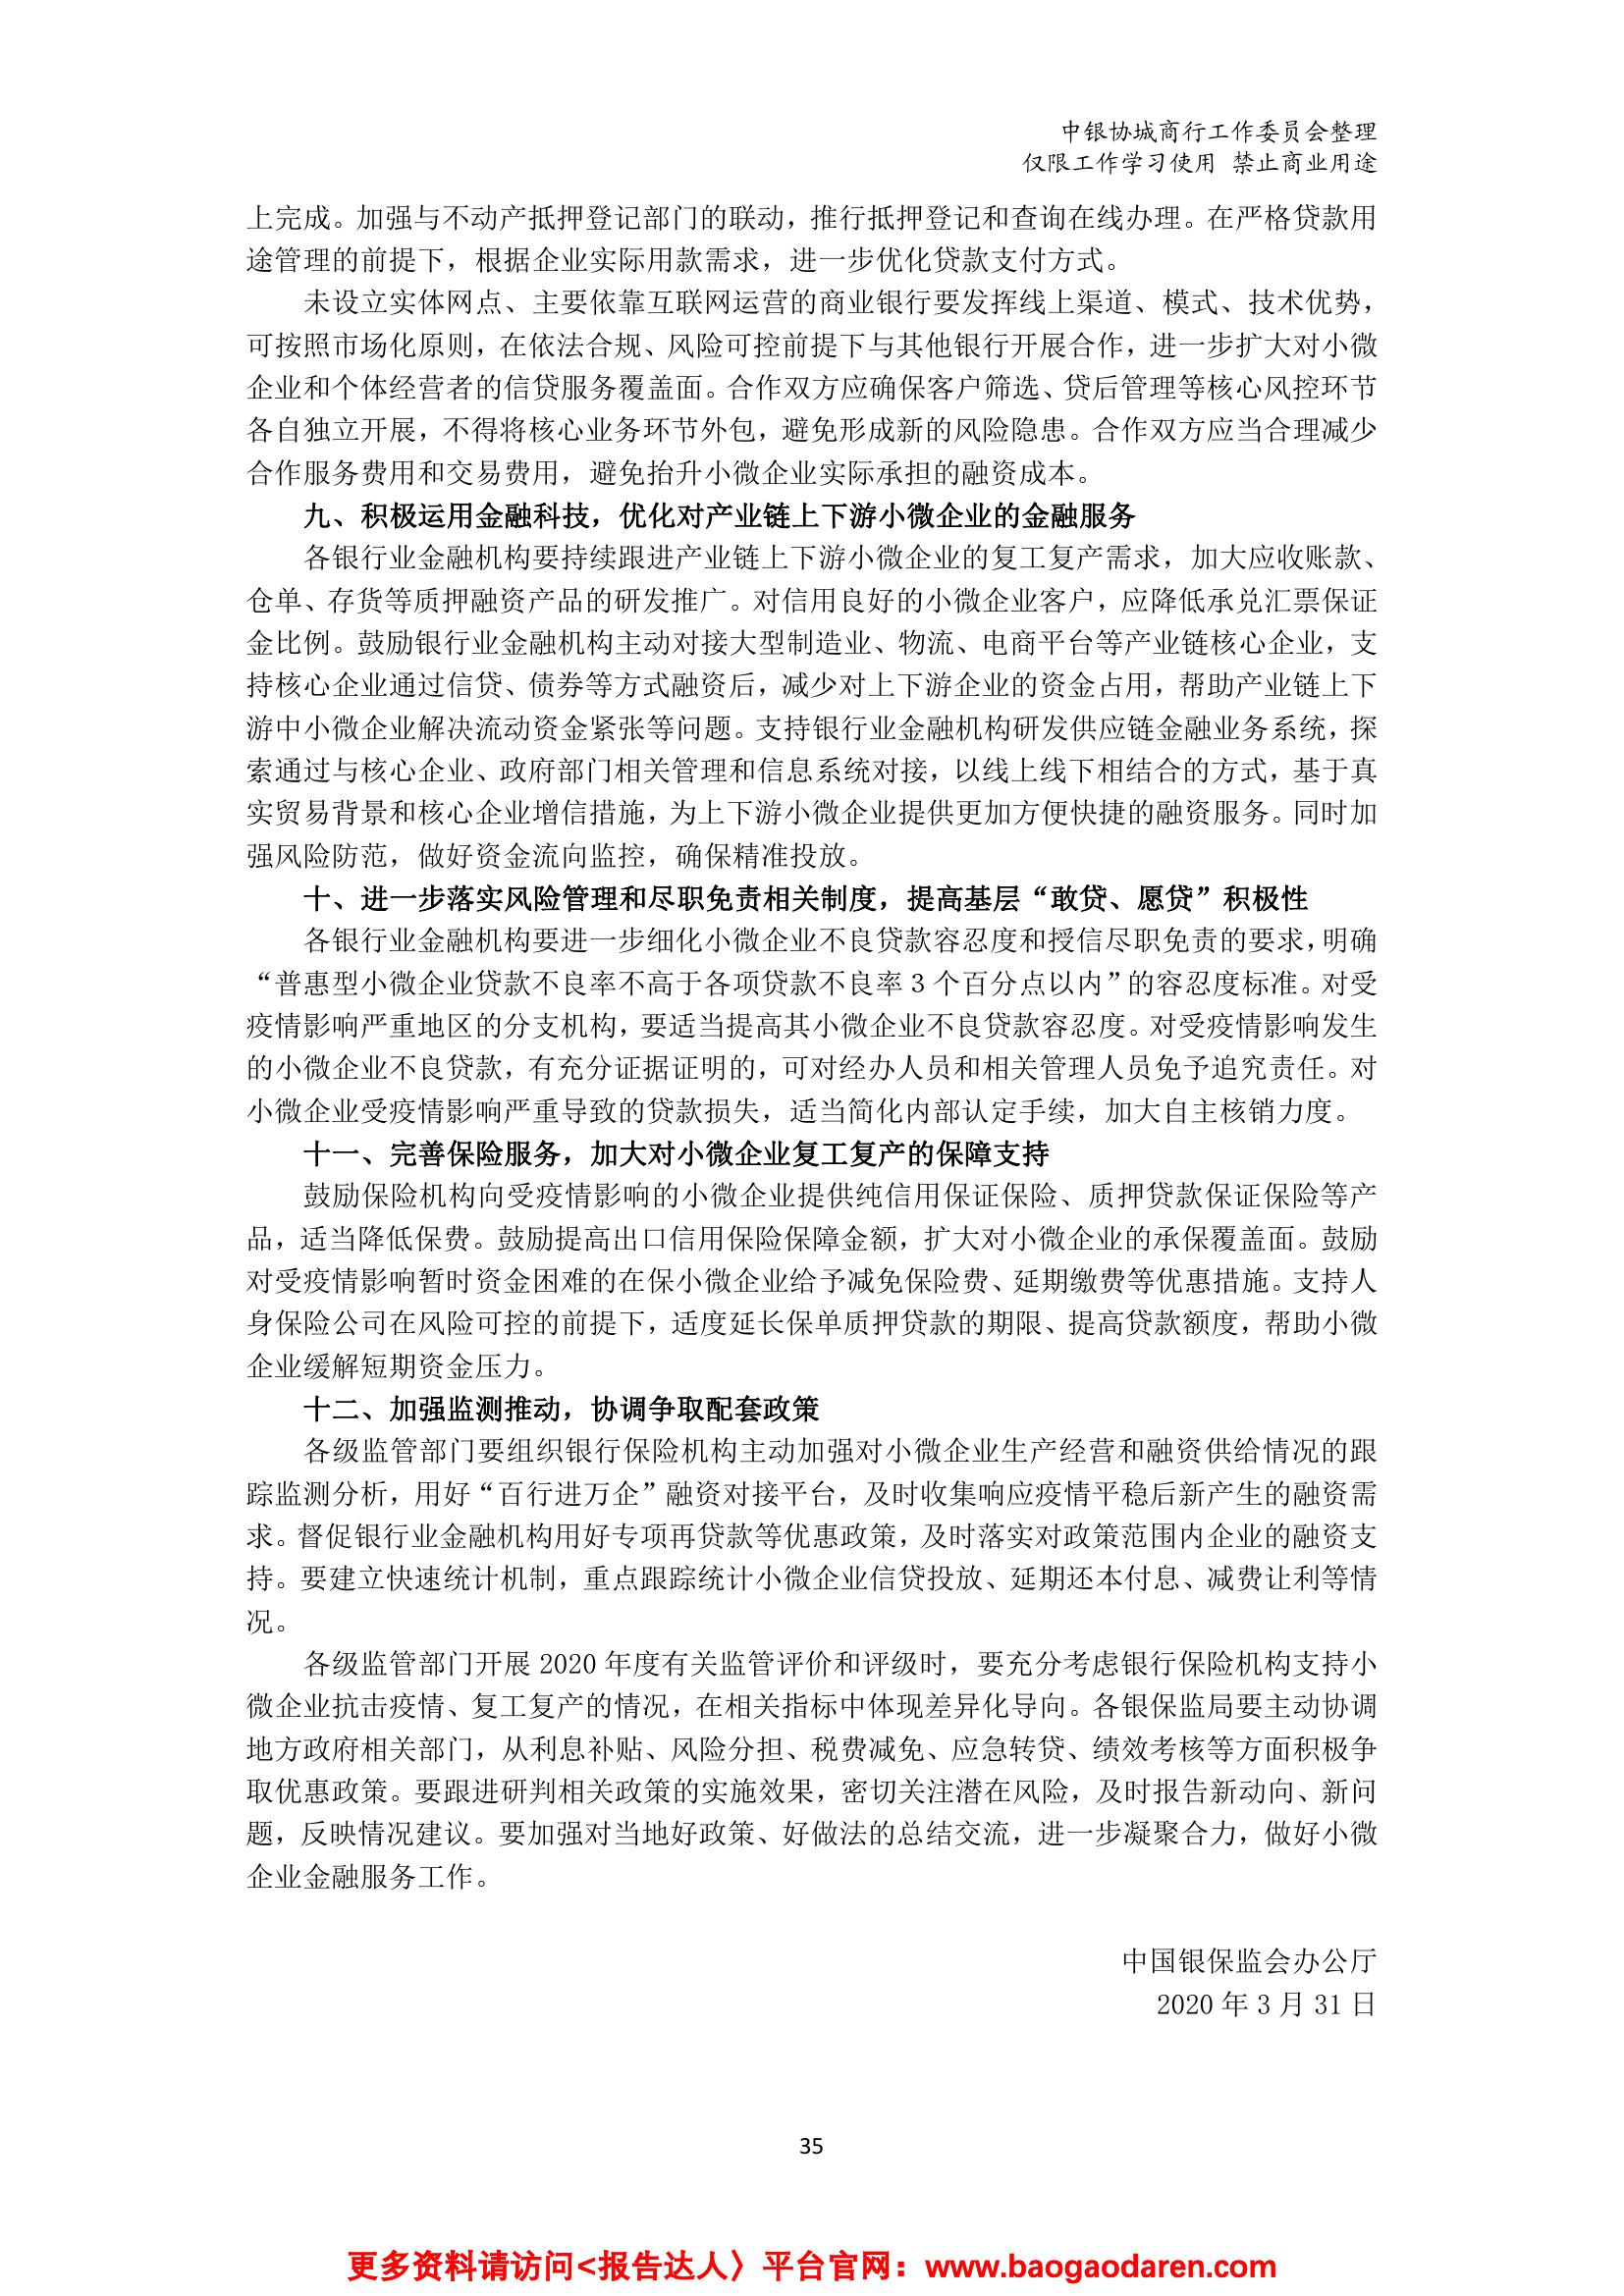 中银协城商行工作委员会整理
仅限工作学习使用 禁止商业用途
上完成。加强与不动产抵押登记部门的联动，推行抵押登记和查询在线办理。在严格贷款用
途管理的前提下，根据企业实际用款需求，进一步优化贷款支付方式。
未设立实体网点、主要依靠互联网运营的商业银行要发挥线上渠道、模式、技术优势，
可按照市场化原则，在依法合规、风险可控前提下与其他银行开展合作，进一步扩大对小微
企业和个体经营者的信贷服务覆盖面。合作双方应确保客户筛选、贷后管理等核心风控环节
各自独立开展，不得将核心业务环节外包，避免形成新的风险隐患。合作双方应当合理减少
合作服务费用和交易费用，避免抬升小微企业实际承担的融资成本。
九、积极运用金融科技，优化对产业链上下游小微企业的金融服务
各银行业金融机构要持续跟进产业链上下游小微企业的复工复产需求，加大应收账款、
仓单、存货等质押融资产品的研发推广。对信用良好的小微企业客户，应降低承兑汇票保证
金比例。鼓励银行业金融机构主动对接大型制造业、物流、电商平台等产业链核心企业，支
持核心企业通过信贷、债券等方式融资后，减少对上下游企业的资金占用，帮助产业链上下
游中小微企业解决流动资金紧张等问题。支持银行业金融机构研发供应链金融业务系统，探
索通过与核心企业、政府部门相关管理和信息系统对接，以线上线下相结合的方式，基于真
实贸易背景和核心企业增信措施，为上下游小微企业提供更加方便快捷的融资服务。同时加
强风险防范，做好资金流向监控，确保精准投放。
十、进一步落实风险管理和尽职免责相关制度，提高基层“敢贷、愿贷”积极性
各银行业金融机构要进一步细化小微企业不良贷款容忍度和授信尽职免责的要求，明确
“普惠型小微企业贷款不良率不高于各项贷款不良率 3 个百分点以内”的容忍度标准。对受
疫情影响严重地区的分支机构，要适当提高其小微企业不良贷款容忍度。对受疫情影响发生
的小微企业不良贷款，有充分证据证明的，可对经办人员和相关管理人员免予追究责任。对
小微企业受疫情影响严重导致的贷款损失，适当简化内部认定手续，加大自主核销力度。
十一、完善保险服务，加大对小微企业复工复产的保障支持
鼓励保险机构向受疫情影响的小微企业提供纯信用保证保险、质押贷款保证保险等产
品，适当降低保费。鼓励提高出口信用保险保障金额，扩大对小微企业的承保覆盖面。鼓励
对受疫情影响暂时资金困难的在保小微企业给予减免保险费、延期缴费等优惠措施。支持人
身保险公司在风险可控的前提下，适度延长保单质押贷款的期限、提高贷款额度，帮助小微
企业缓解短期资金压力。
十二、加强监测推动，协调争取配套政策
各级监管部门要组织银行保险机构主动加强对小微企业生产经营和融资供给情况的跟
踪监测分析，用好“百行进万企”融资对接平台，及时收集响应疫情平稳后新产生的融资需
求。督促银行业金融机构用好专项再贷款等优惠政策，及时落实对政策范围内企业的融资支
持。要建立快速统计机制，重点跟踪统计小微企业信贷投放、延期还本付息、减费让利等情
况。
各级监管部门开展 2020 年度有关监管评价和评级时，要充分考虑银行保险机构支持小
微企业抗击疫情、复工复产的情况，在相关指标中体现差异化导向。各银保监局要主动协调
地方政府相关部门，从利息补贴、风险分担、税费减免、应急转贷、绩效考核等方面积极争
取优惠政策。要跟进研判相关政策的实施效果，密切关注潜在风险，及时报告新动向、新问
题，反映情况建议。要加强对当地好政策、好做法的总结交流，进一步凝聚合力，做好小微
企业金融服务工作。
中国银保监会办公厅
2020 年 3 月 31 日
35
更多资料请访问<报告达人〉平台官网：www.baogaodaren.com